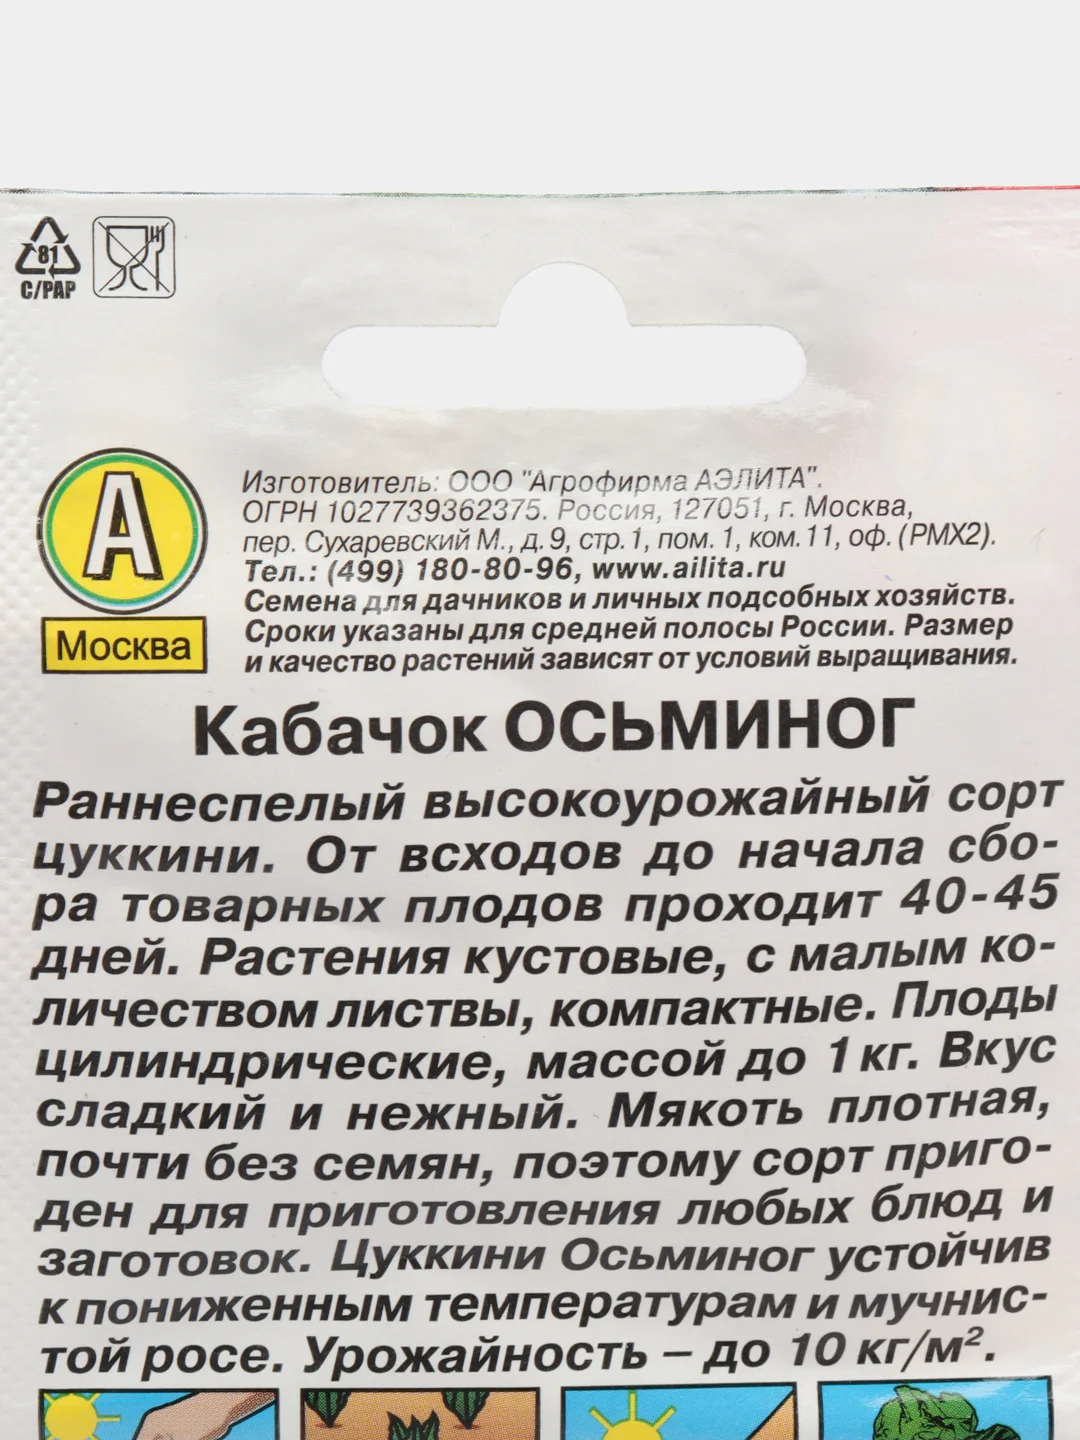 81
C/PAP
А
Москва
Изготовитель: ООО "Агрофирма АЭЛИТА".
ОГРН 1027739362375. Россия, 127051, г. Москва,
пер. Сухаревский М., д. 9, стр. 1, пом. 1, ком. 11, оф. (РМХ2).
Тел.: (499) 180-80-96, www.ailita.ru
Семена для дачников и личных подсобных хозяйств.
Сроки указаны для средней полосы России. Размер
и качество растений зависят от условий выращивания.
Кабачок ОСЬМИНОГ
Раннеспелый высокоурожайный сорт
цуккини. От всходов до начала сбо-
ра товарных плодов проходит 40-45
дней. Растения кустовые, с малым ко-
личеством листвы, компактные. Плоды
цилиндрические, массой до 1 кг. Вкус
сладкий и нежный. Мякоть плотная,
почти без семян, поэтому сорт приго-
ден для приготовления любых блюд и
заготовок. Цуккини Осьминог устойчив
к пониженным температурам и мучнис-
той росе. Урожайность – до 10 кг/м².